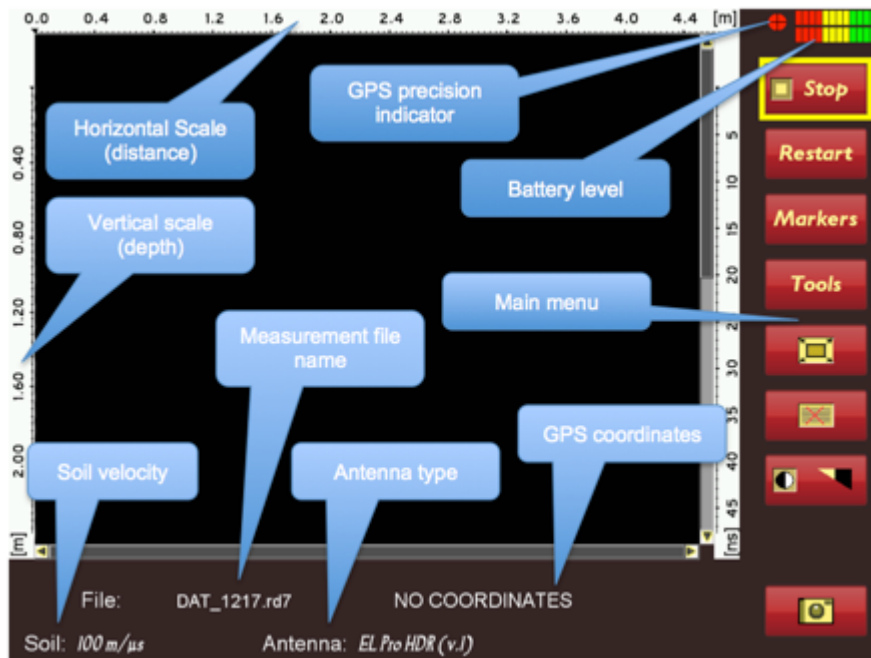 0.0 0.4 0.8 1.2 1.6 2.0 2.4 2.8 3.2 3.6 4.0 4.4 [m]
GPS precision
indicator
Stop
Horizontal Scale
(distance)
0.40
5
Restart
Battery level
10
Vertical scale
(depth)
0.80
15
Markers
20
Tools
Main menu
1.20
25
Measurement file
name
1.60
30
35
GPS coordinates
2.00
Soil velocity
Antenna type
40
45
[m]
[ns]
File: DAT_1217.rd7 NO COORDINATES
Soil: 100 m/µs Antenna: EL Pro HDR (v.1)